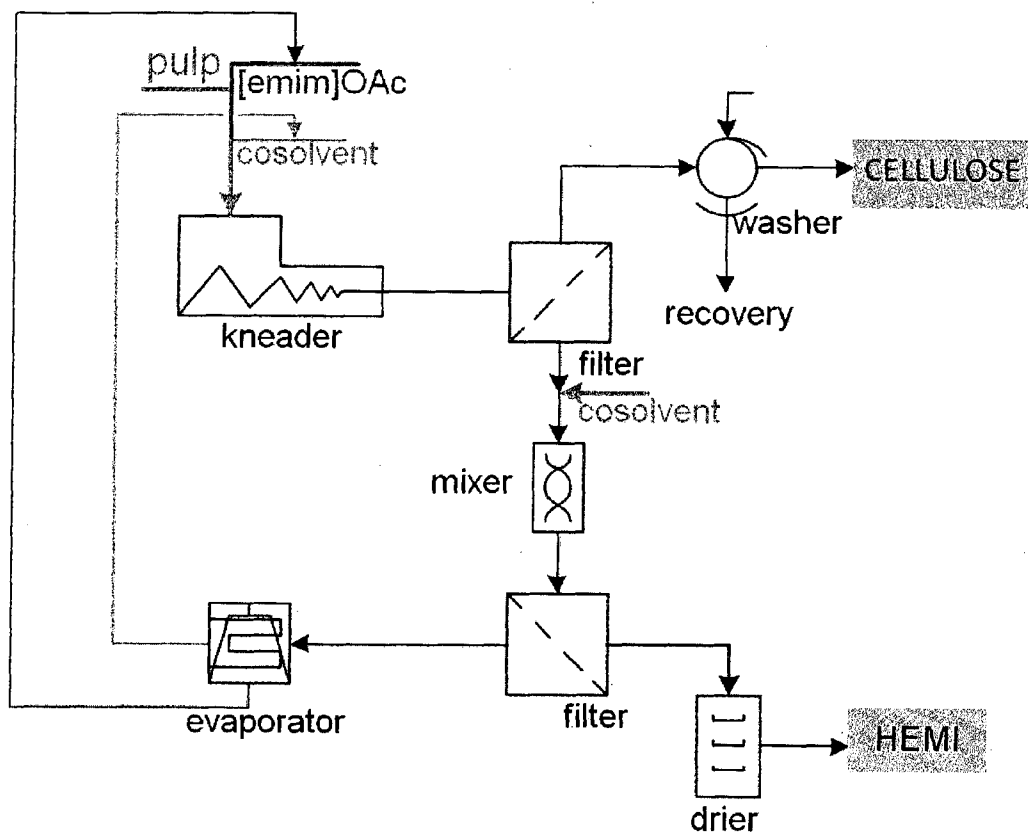 pulp
[emim]OAc
cosolvent
CELLULOSE
washer
recovery
kneader
filter
cosolvent
mixer
evaporator
filter
HEMI
drier